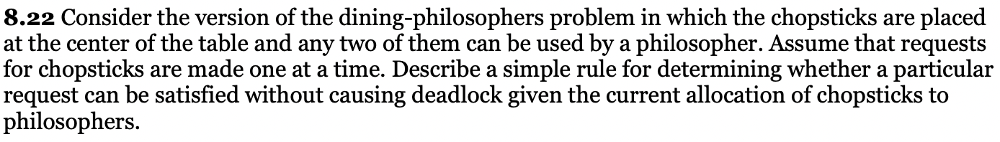 8.22 Consider the version of the dining-philosophers problem in which the chopsticks are placed
at the center of the table and any two of them can be used by a philosopher. Assume that requests
for chopsticks are made one at a time. Describe a simple rule for determining whether a particular
request can be satisfied without causing deadlock given the current allocation of chopsticks to
philosophers.